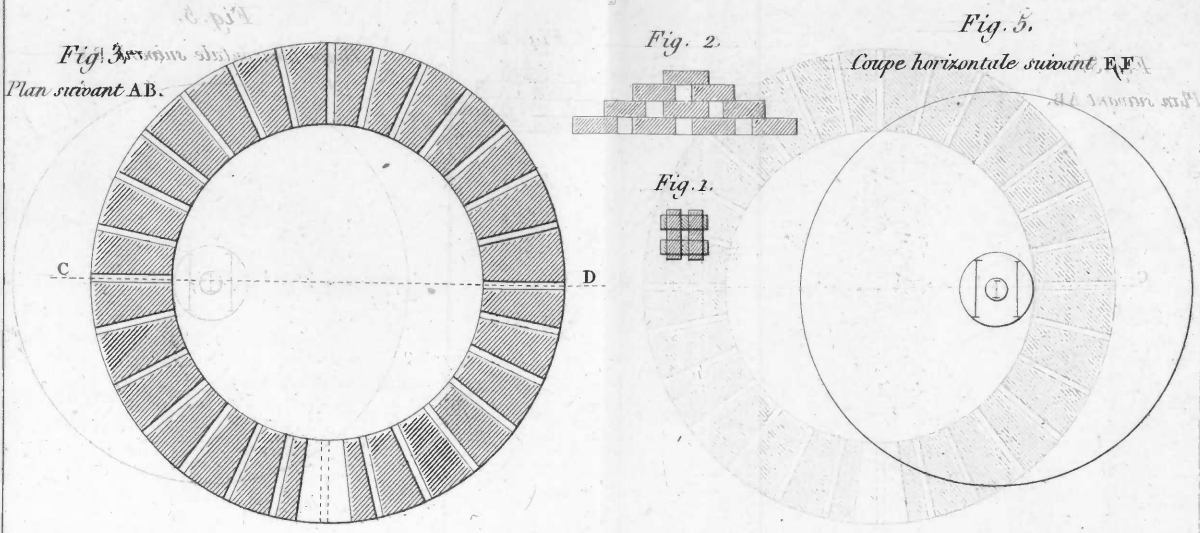 Fig. 3.
Plan suivant AB.
C
D
Fig. 2.
Fig. 1.
Fig. 5.
Coupe horizontale suivant E,F